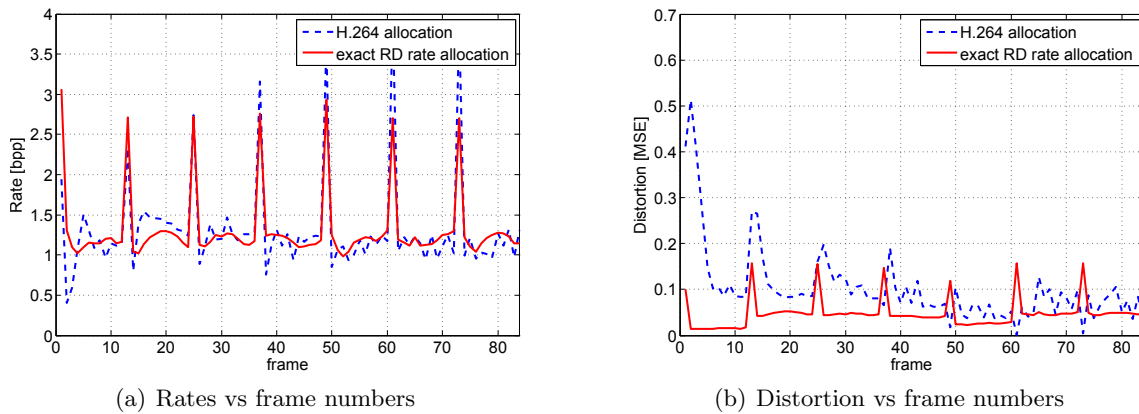 4
3.5
3
2.5
2
1.5
1
0.5
0
Rate [bpp]
0 10 20 30 40 50 60 70 80
frame
H.264 allocation
exact RD rate allocation
(a) Rates vs frame numbers
0.7
0.6
0.5
0.4
0.3
0.2
0.1
0
Distortion [MSE]
0 10 20 30 40 50 60 70 80
frame
H.264 allocation
exact RD rate allocation
(b) Distortion vs frame numbers